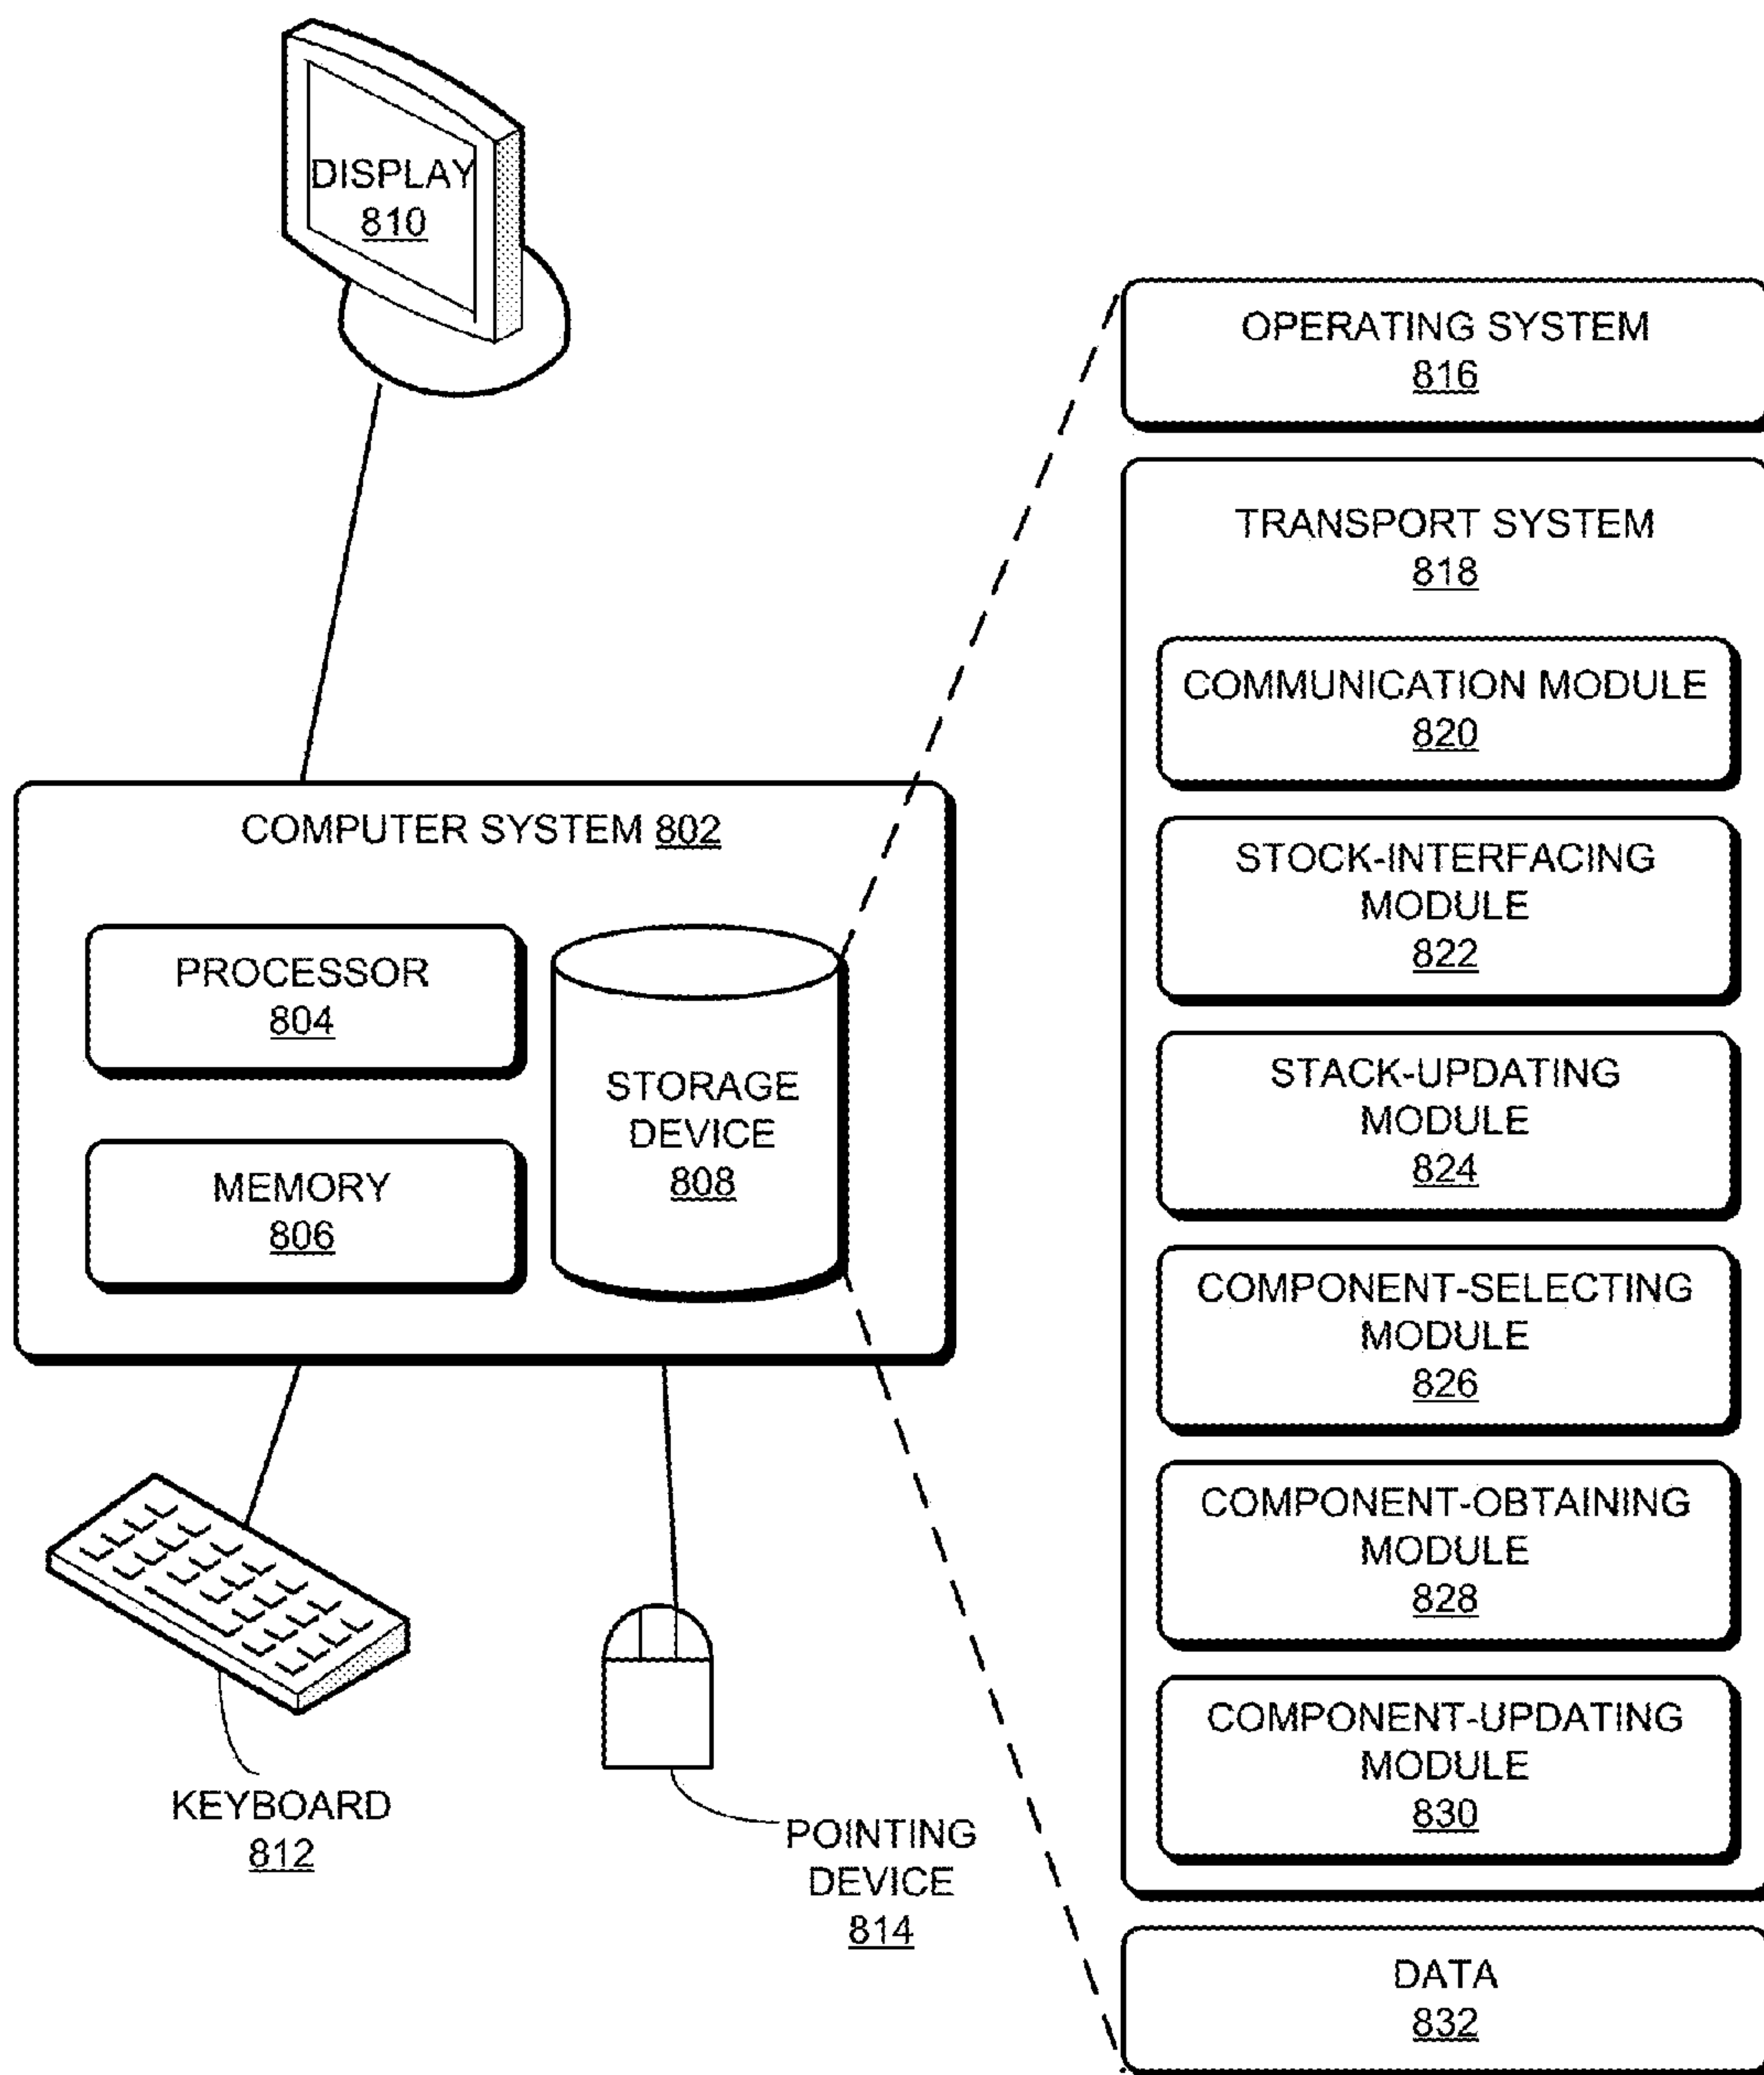 DISPLAY
810
COMPUTER SYSTEM 802
PROCESSOR
804
MEMORY
806
STORAGE
DEVICE
808
KEYBOARD
812
POINTING
DEVICE
814
OPERATING SYSTEM
816
TRANSPORT SYSTEM
818
COMMUNICATION MODULE
820
STOCK-INTERFACING
MODULE
822
STACK-UPDATING
MODULE
824
COMPONENT-SELECTING
MODULE
826
COMPONENT-OBTAINING
MODULE
828
COMPONENT-UPDATING
MODULE
830
DATA
832